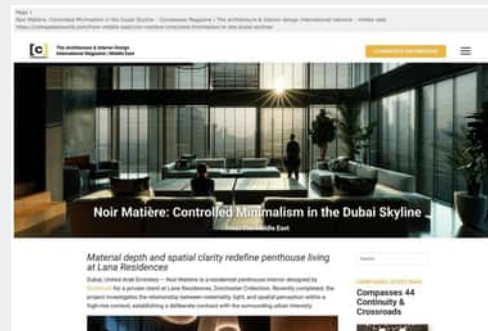 Page 1
Noir Matière: Controlled Minimalism in the Dubai Skyline - Compasses Magazine | The architecture & interior design international network - middle east
[c]
The Architecture & Interior Design
International Magazine | Middle East
Noir Matière: Controlled Minimalism in the Dubai Skyline
Middle East
Material depth and spatial clarity redefine penthouse living
at Lana Residences
Dubai, United Arab Emirates — Noir Matière is a residential penthouse interior designed by
for a private client at Lana Residences, Dorchester Collection. Recently completed, the
project investigates the relationship between materiality, light, and spatial perception within a
high-rise context, establishing a deliberate contrast with the surrounding urban intensity.
Search
Compasses 44
Continuity &
Crossroads